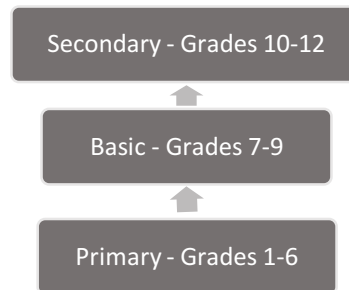 Secondary - Grades 10-12
Basic - Grades 7-9
Primary - Grades 1-6